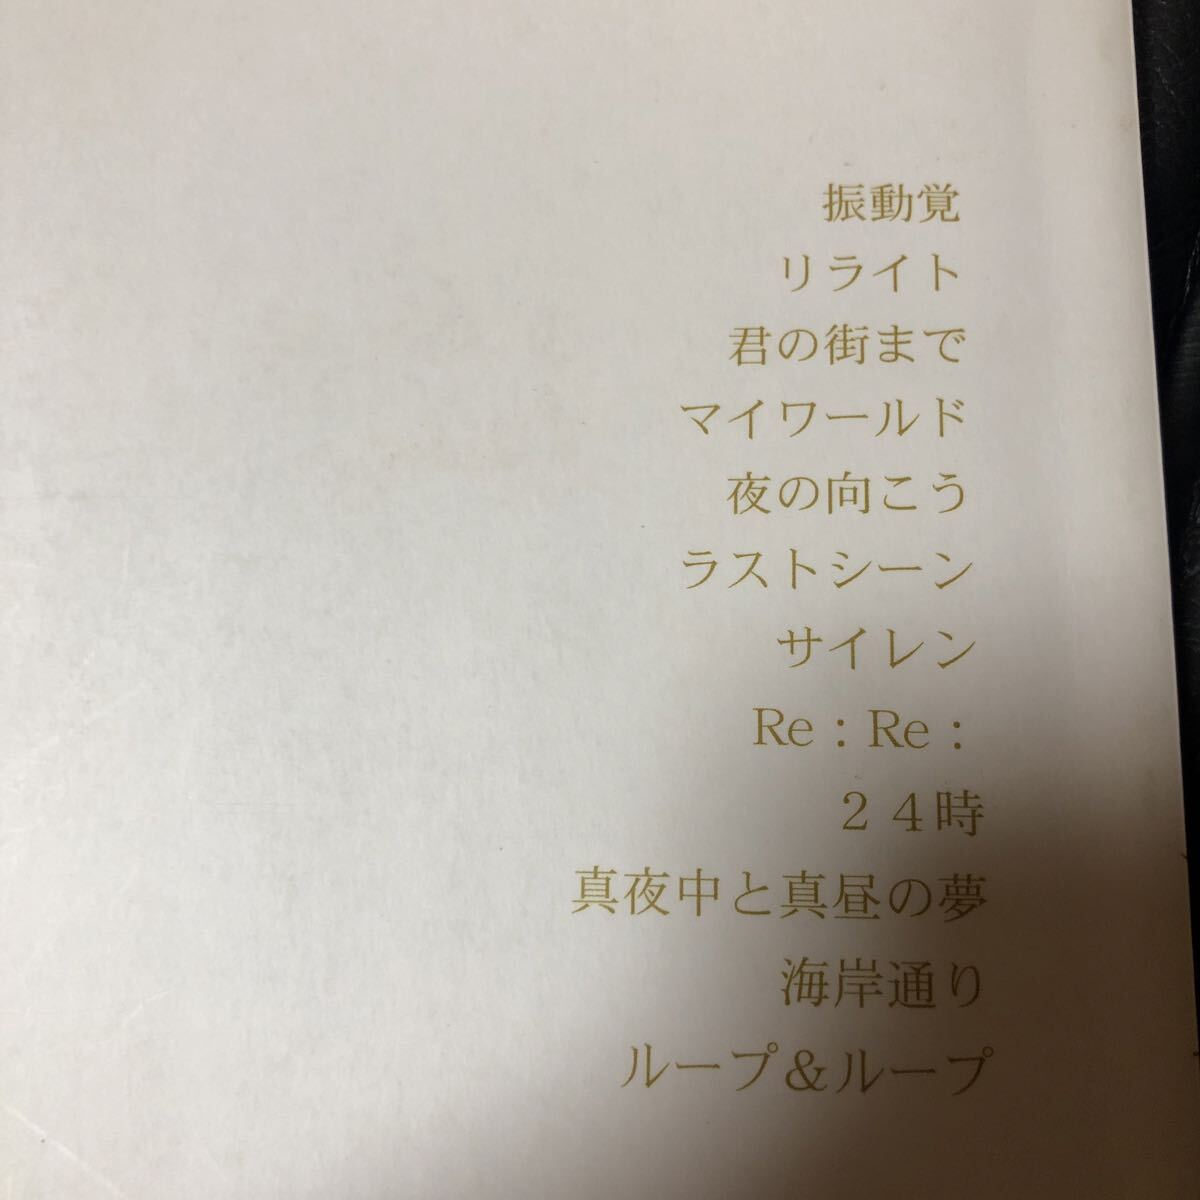 振動覚
リライト
君の街まで
マイワールド
夜の向こう
ラストシーン
サイレン
Re：Re：
２４時
真夜中と真昼の夢
海岸通り
ループ＆ループ